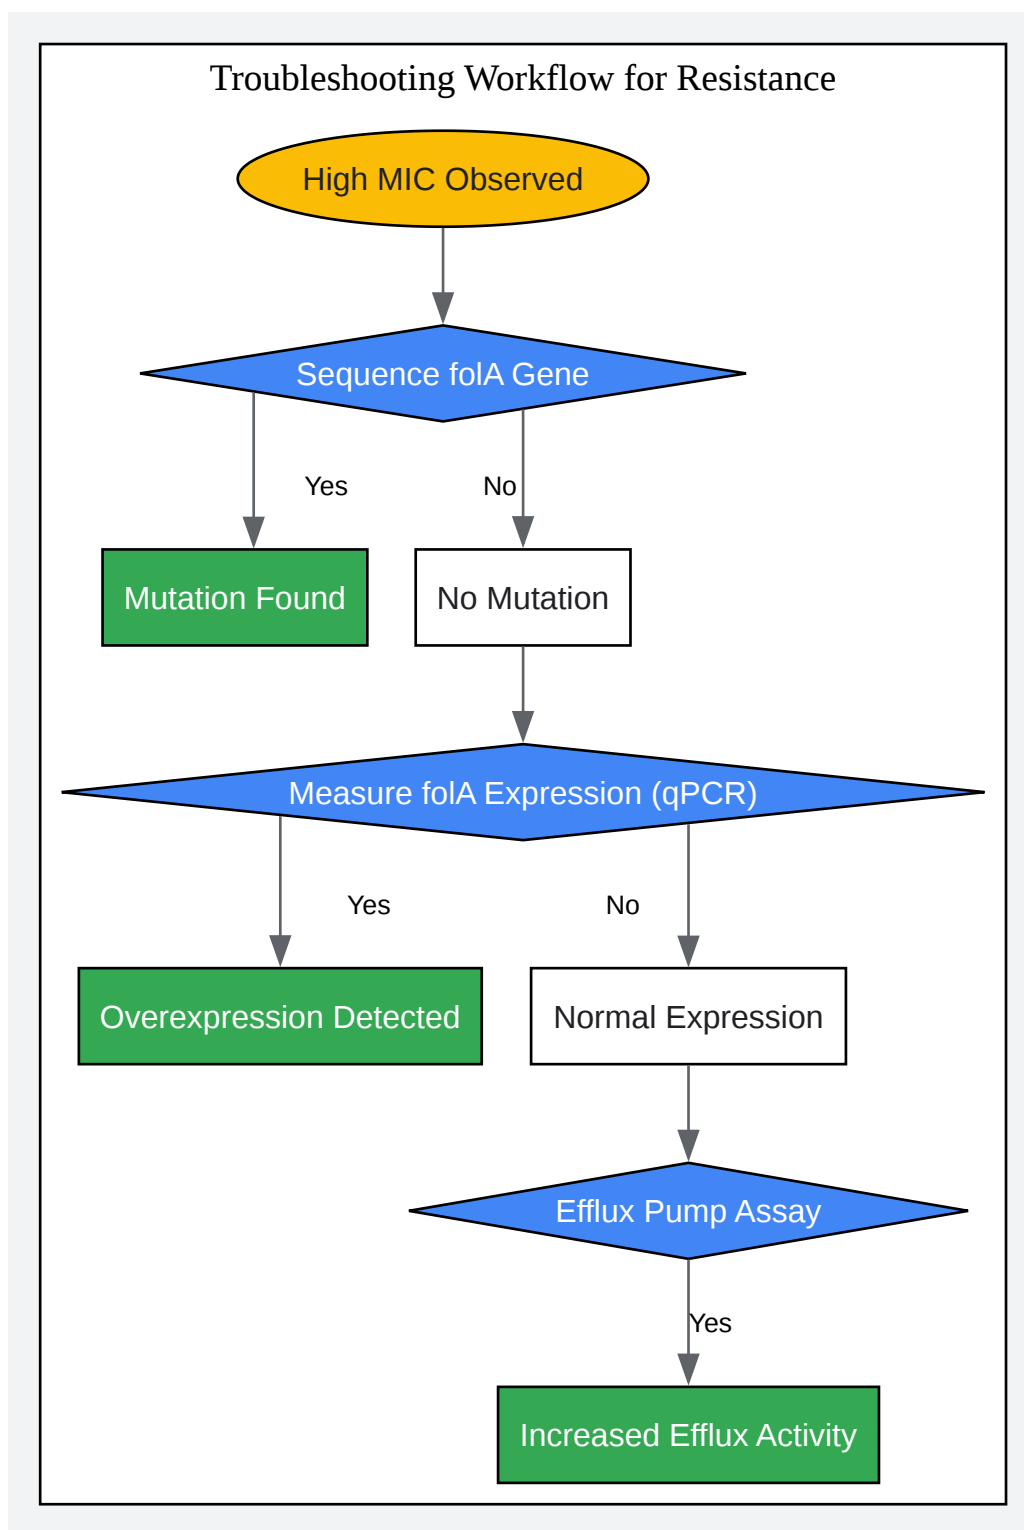 Troubleshooting Workflow for Resistance
High MIC Observed
Sequence folA Gene
Yes
No
Mutation Found
No Mutation
Measure folA Expression (qPCR)
Yes
No
Overexpression Detected
Normal Expression
Efflux Pump Assay
Yes
Increased Efflux Activity